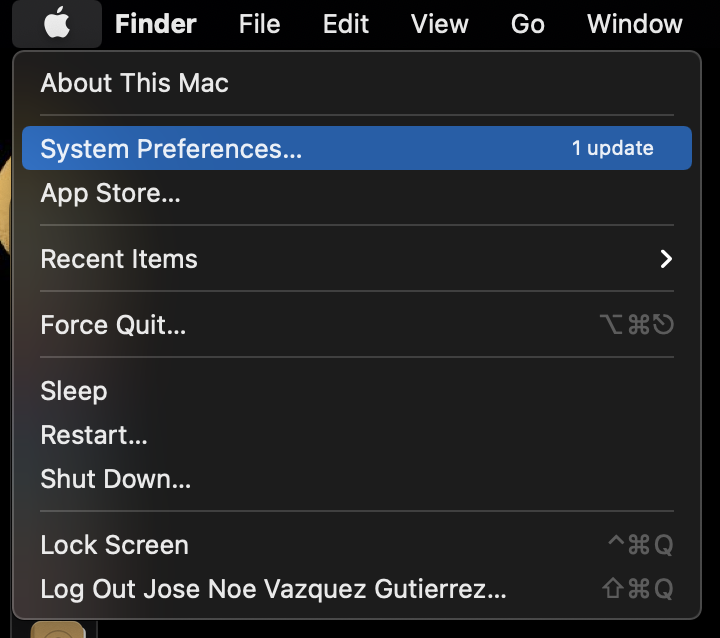 Finder File Edit View Go Window
About This Mac
System Preferences... 1 update
App Store...
Recent Items
Force Quit... ⌥⌘⎋
Sleep
Restart...
Shut Down...
Lock Screen ^⌘Q
Log Out Jose Noe Vazquez Gutierrez... ⇧⌘Q